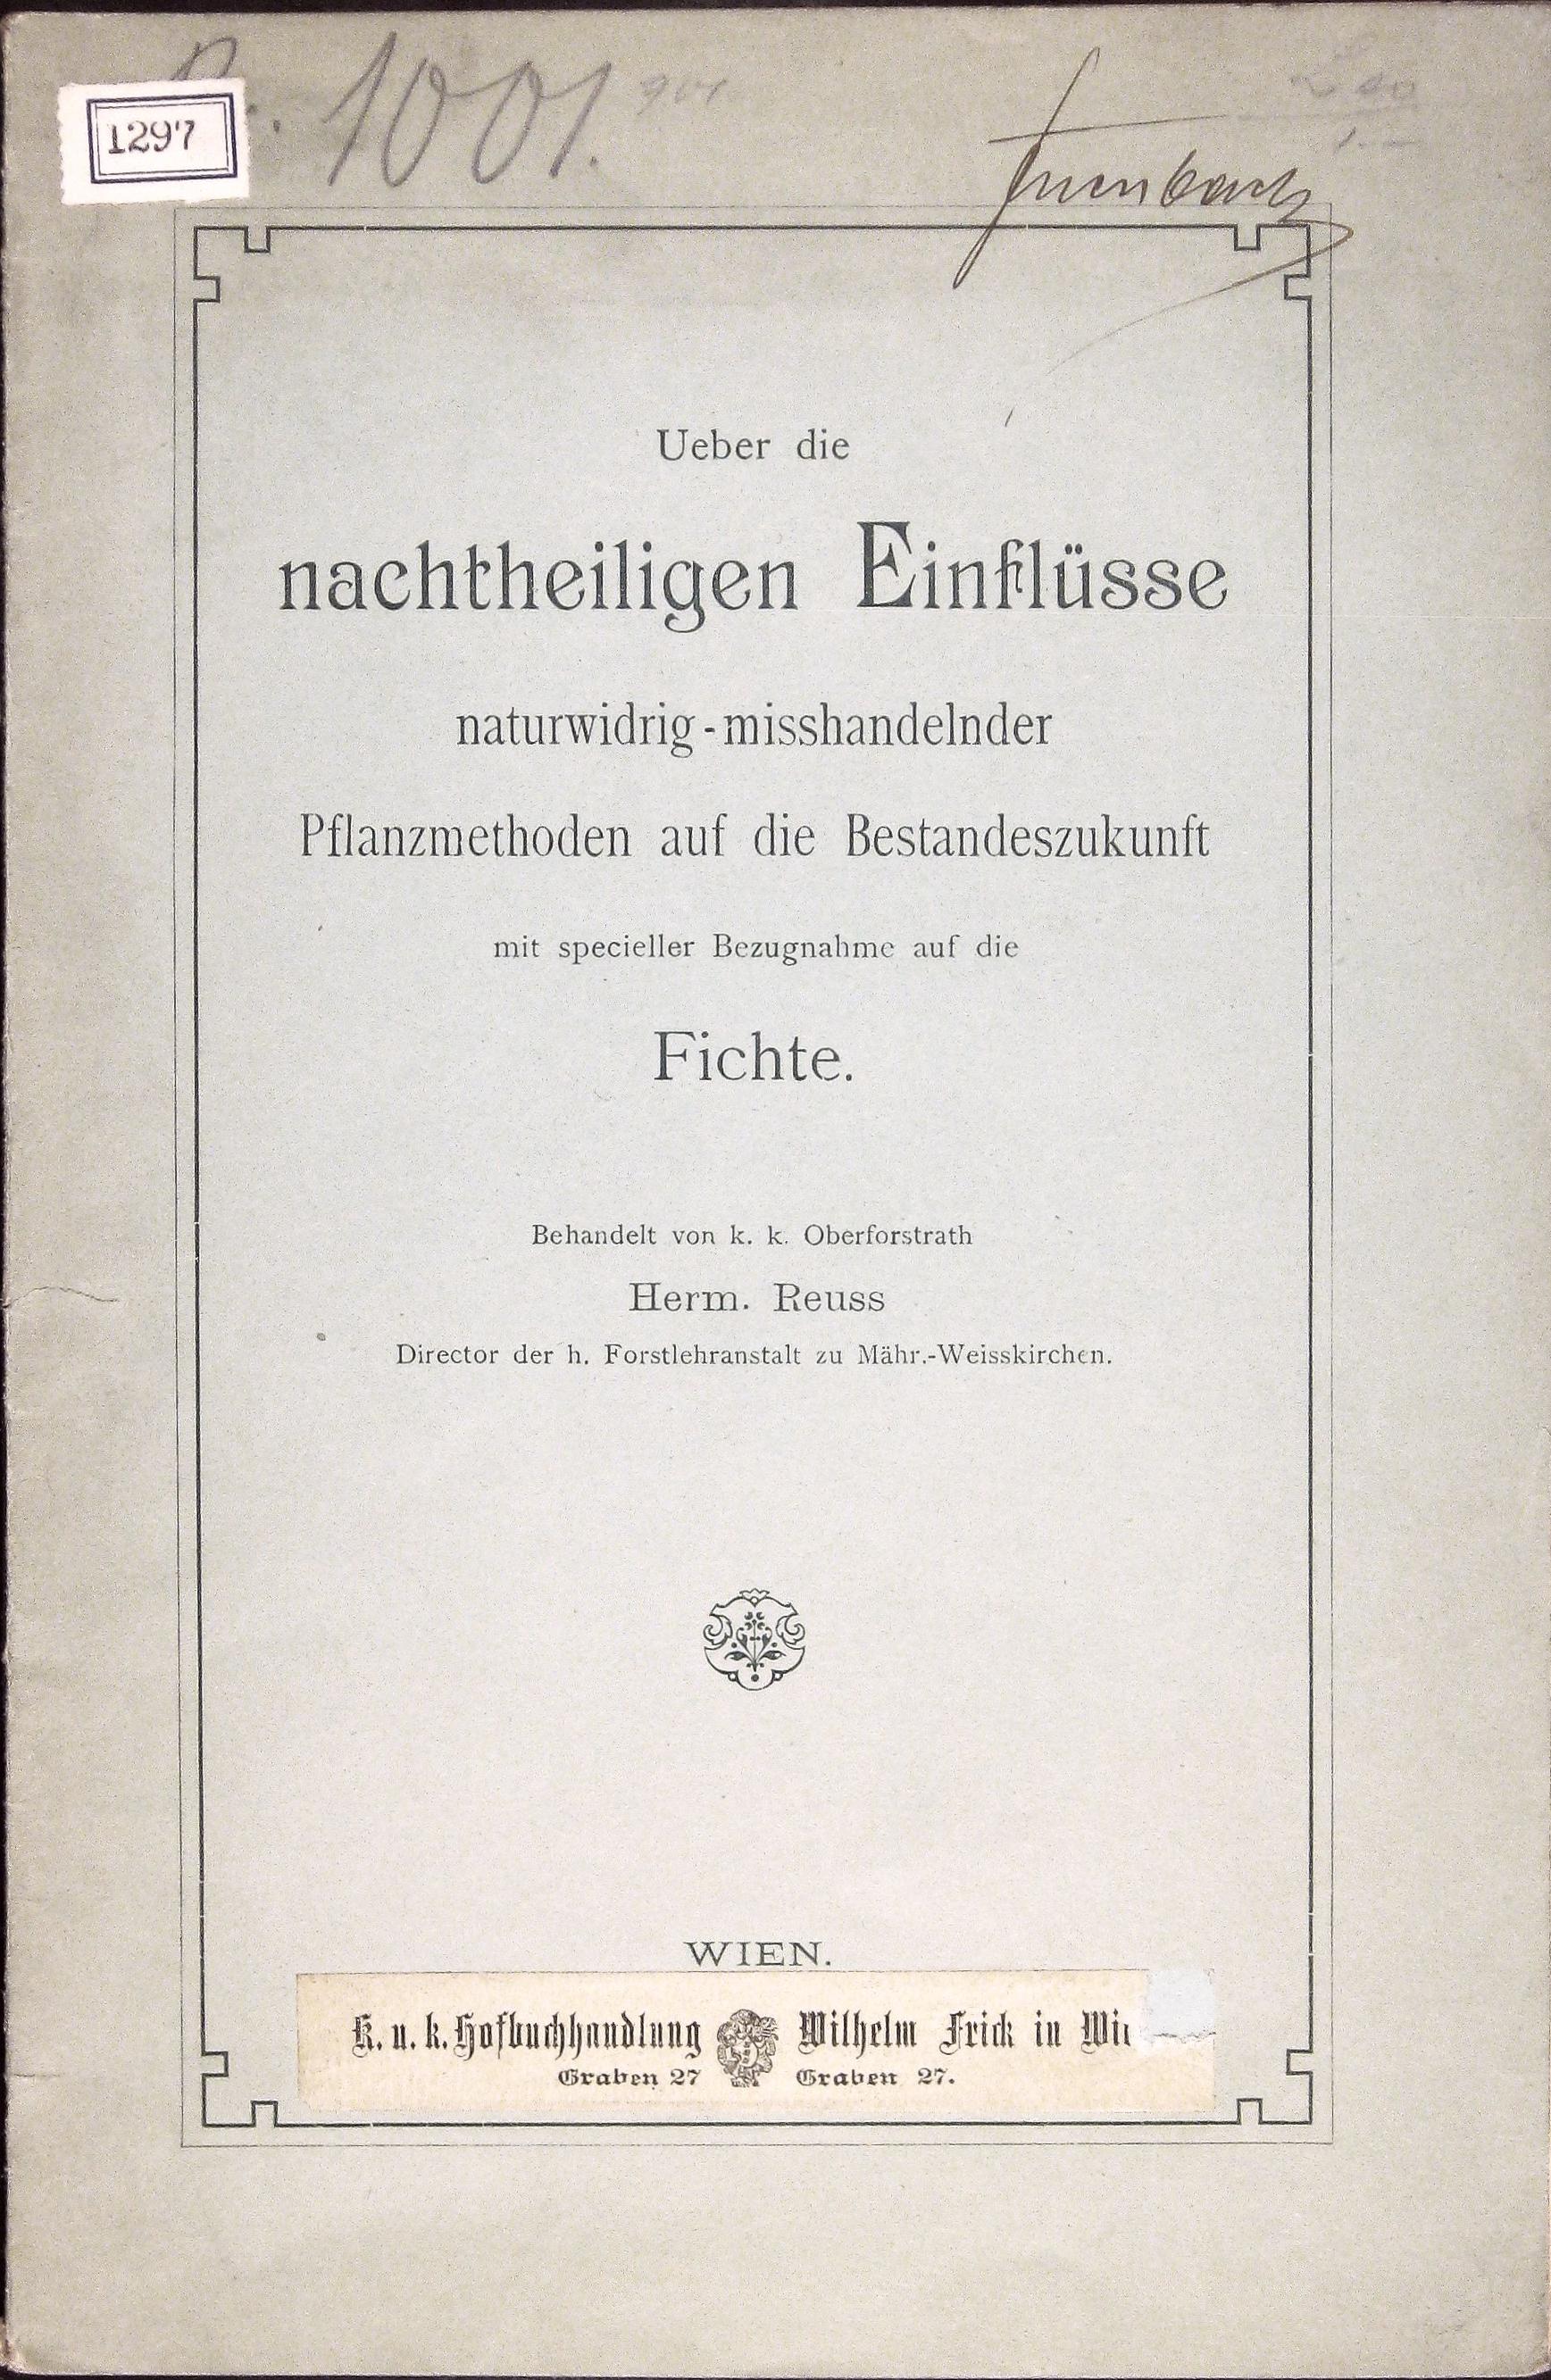 1297
1001.
Ueber die
nachtheiligen Einflüsse
naturwidrig-misshandelnder
Pflanzmethoden auf die Bestandeszukunft
mit specieller Bezugnahme auf die
Fichte.
Behandelt von k. k. Oberforstrath
Herm. Reuss
Director der h. Forstlehranstalt zu Mähr.-Weisskirchen.
WIEN.
K. u. k. Hofbuchhandlung Wilhelm Frick in
Graben 27 Graben 27.